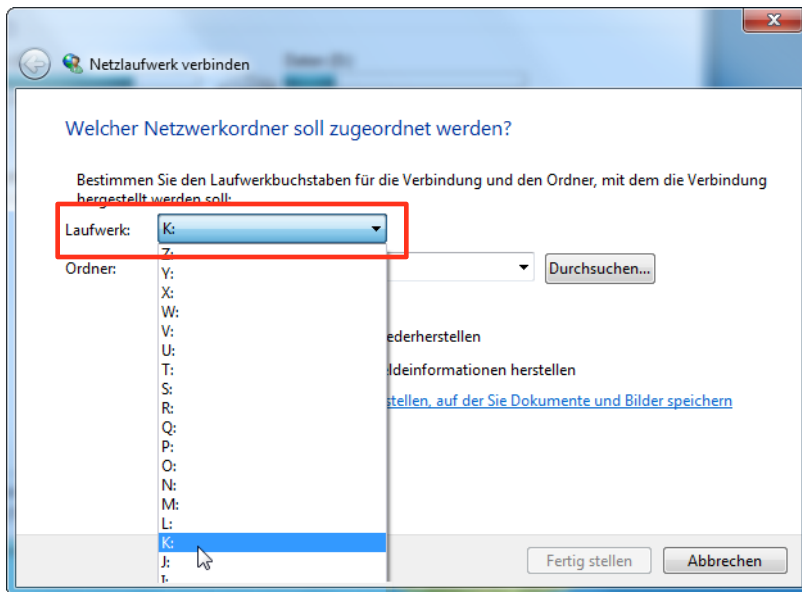 Netzlaufwerk verbinden
Welcher Netzwerkordner soll zugeordnet werden?
Bestimmen Sie den Laufwerkbuchstaben für die Verbindung und den Ordner, mit dem die Verbindung
hergestellt werden soll:
Laufwerk: K:
Z:
Ordner: Y: Durchsuchen...
X:
W:
V:
ederherstellen
U:
T: ldeinformationen herstellen
S:
R: stellen, auf der Sie Dokumente und Bilder speichern
Q:
P:
O:
N:
M:
L:
K:
J: Fertig stellen Abbrechen
I: